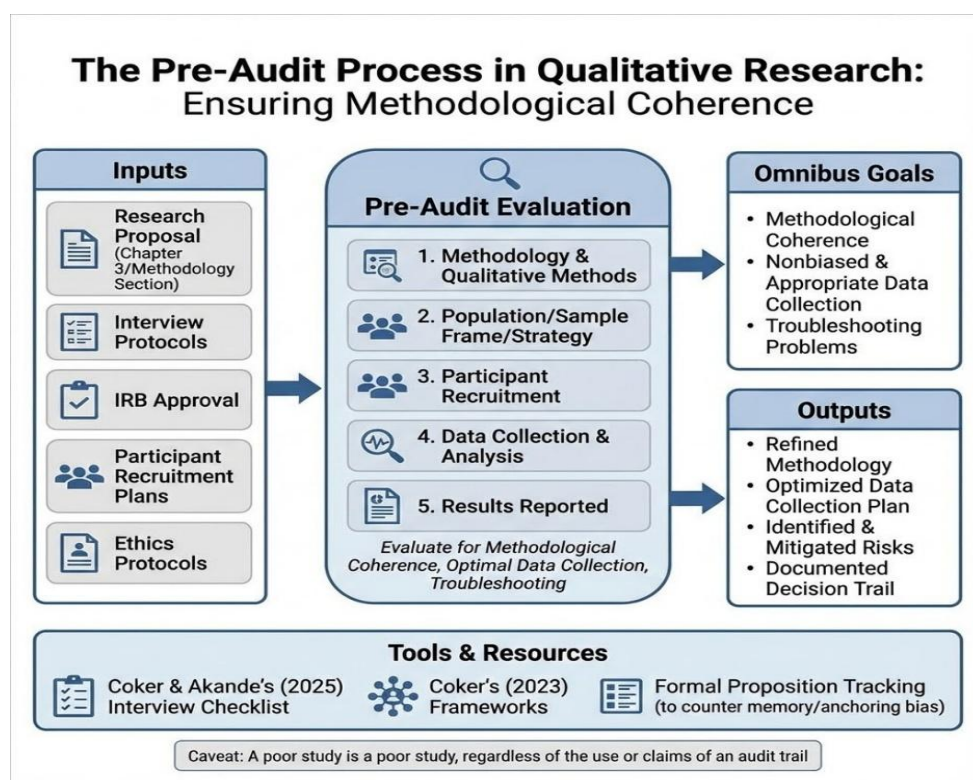 The Pre-Audit Process in Qualitative Research:
Ensuring Methodological Coherence
Inputs
Research
Proposal
(Chapter
3/Methodology
Section)
Interview
Protocols
IRB Approval
Participant
Recruitment
Plans
Ethics
Protocols
Pre-Audit Evaluation
1. Methodology &
Qualitative Methods
2. Population/Sample
Frame/Strategy
3. Participant
Recruitment
4. Data Collection &
Analysis
5. Results Reported
Evaluate for Methodological
Coherence, Optimal Data Collection,
Troubleshooting
Omnibus Goals
• Methodological
Coherence
• Nonbiased &
Appropriate Data
Collection
• Troubleshooting
Problems
Outputs
• Refined
Methodology
• Optimized Data
Collection Plan
• Identified &
Mitigated Risks
• Documented
Decision Trail
Tools & Resources
Coker & Akande's (2025)
Interview Checklist
Coker's (2023)
Frameworks
Formal Proposition Tracking
(to counter memory/anchoring bias)
Caveat: A poor study is a poor study, regardless of the use or claims of an audit trail